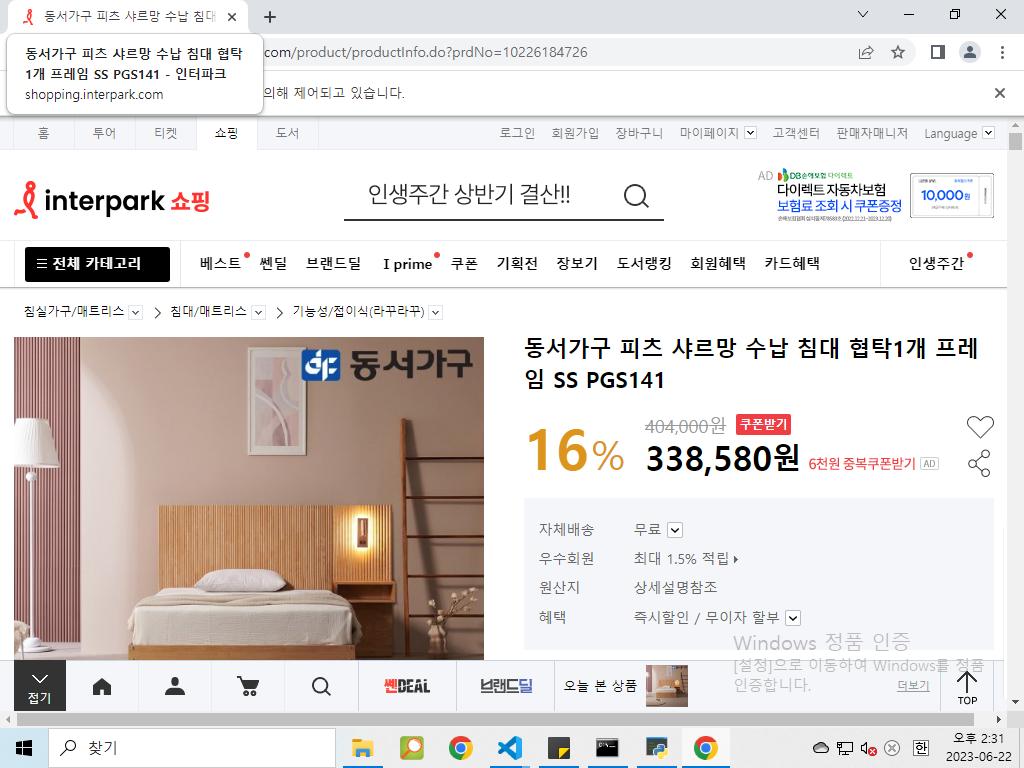 동서가구 피츠 샤르망 수납 침대
동서가구 피츠 샤르망 수납 침대 협탁
1개 프레임 SS PGS141 - 인터파크
shopping.interpark.com
.com/product/productInfo.do?prdNo=10226184726
의해 제어되고 있습니다.
홈 투어 티켓 쇼핑 도서
로그인 회원가입 장바구니 마이페이지 고객센터 판매자매니저 Language
interpark 쇼핑
인생주간 상반기 결산!!
AD DB손해보험 다이렉트
다이렉트 자동차보험
보험료 조회 시 쿠폰증정
10,000원
전체 카테고리
베스트 쎈딜 브랜드딜 I prime 쿠폰 기획전 장보기 도서랭킹 회원혜택 카드혜택 인생주간
침실가구/매트리스 > 침대/매트리스 > 기능성/접이식(라꾸라꾸)
동서가구
동서가구 피츠 샤르망 수납 침대 협탁1개 프레
임 SS PGS141
16%
404,000원 쿠폰받기
338,580원 6천원 중복쿠폰받기 AD
자체배송 무료
우수회원 최대 1.5% 적립
원산지 상세설명참조
혜택 즉시할인 / 무이자 할부
Windows 정품 인증
[설정]으로 이동하여 Windows를 정품
인증합니다.
접기
쎈DEAL
브랜드딜
오늘 본 상품
더보기
TOP
찾기
한
오후 2:31
2023-06-22